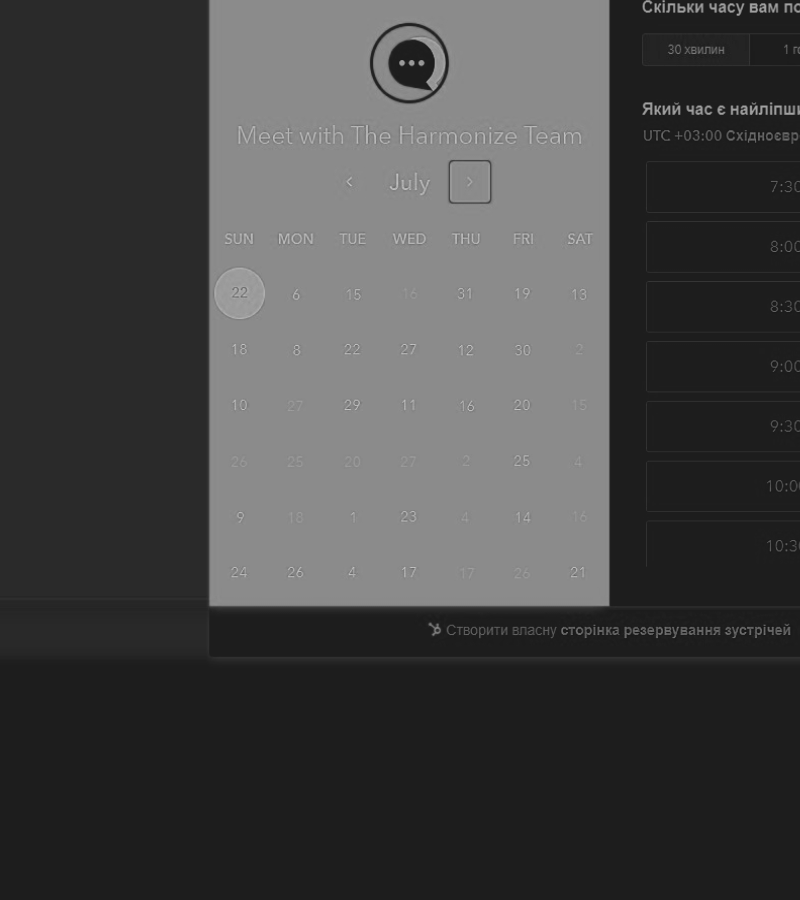 Meet with The Harmonize Team
July
SUN MON TUE WED THU FRI SAT
22 6 15 16 31 19 13
18 8 22 27 12 30 2
10 27 29 11 16 20 15
26 25 20 27 2 25 4
9 18 1 23 4 14 16
24 26 4 17 17 26 21
Скільки часу вам
30 хвилин
Який час є
UTC +03:00
7:30
8:00
8:30
9:00
9:30
10:00
10:30
Створити власну сторінка резервування зустрічей